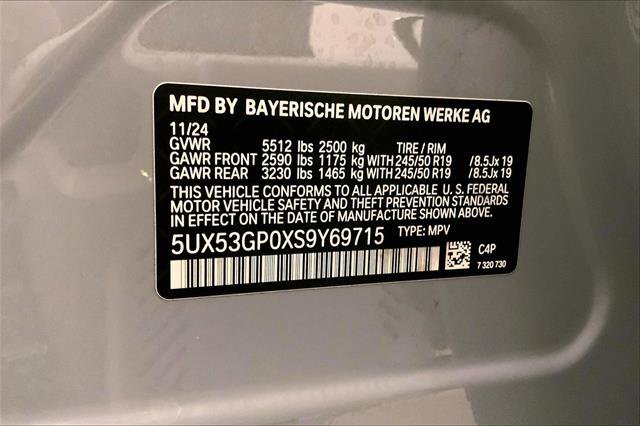 MFD BY BAYERISCHE MOTOREN WERKE AG
11/24
GVWR 5512 lbs 2500 kg TIRE / RIM
GAWR FRONT 2590 lbs 1175 kg WITH 245/50 R19 /8.5Jx 19
GAWR REAR 3230 lbs 1465 kg WITH 245/50 R19 /8.5Jx 19
THIS VEHICLE CONFORMS TO ALL APPLICABLE U. S. FEDERAL
MOTOR VEHICLE SAFETY AND THEFT PREVENTION STANDARDS
IN EFFECT ON THE DATE OF MANUFACTURE SHOWN ABOVE.
5UX53GP0XS9Y69715 TYPE: MPV
C4P
7 320 730